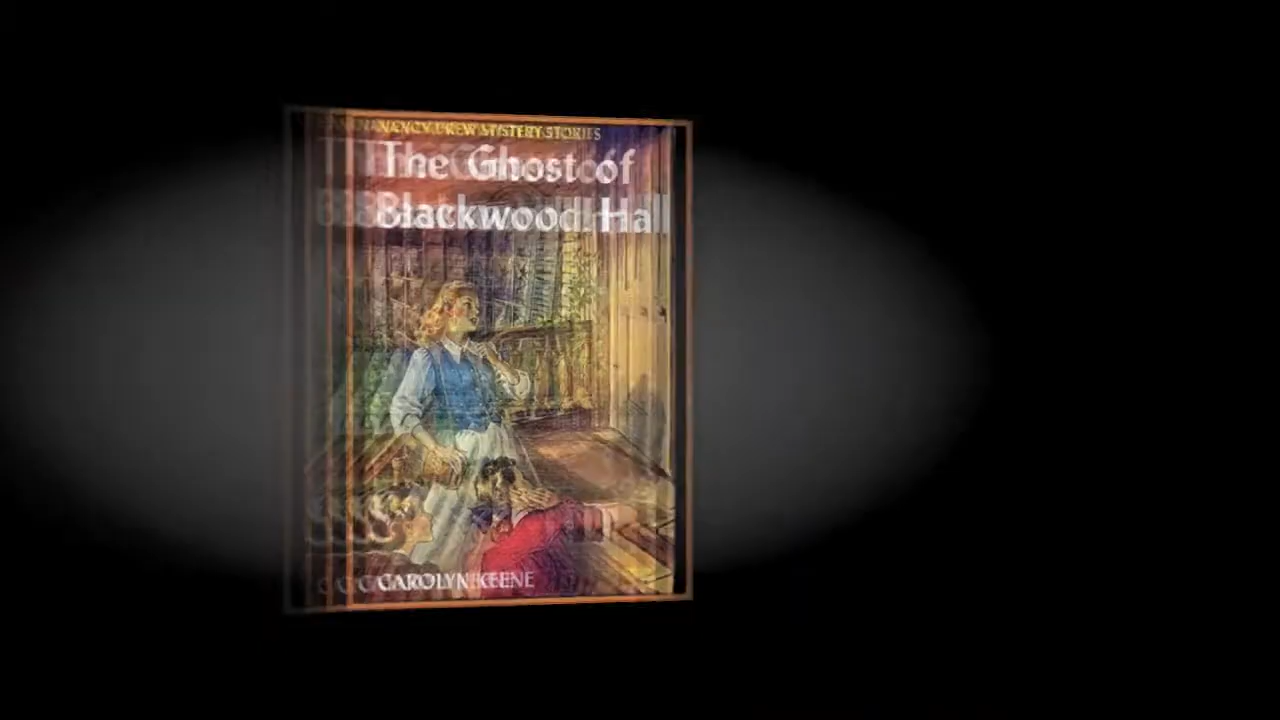 NANCY DREW MYSTERY STORIES
The Ghost of
Blackwood Hall
CAROLYN KEENE